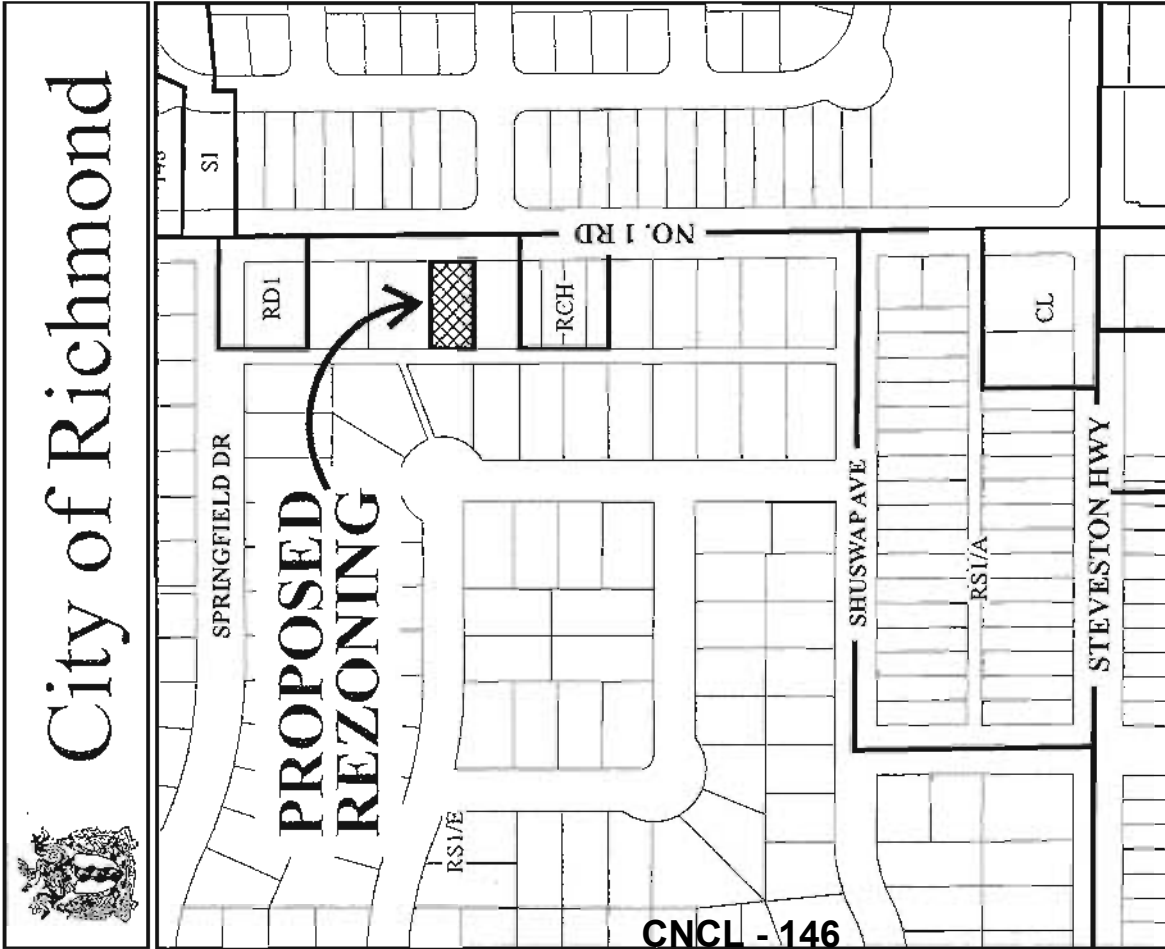 City of Richmond
SI
NO. 1 RD
RD1
RCH
CL
SPRINGFIELD DR
PROPOSED
REZONING
SHUSWAP AVE
RS1/A
STEVESTON HWY
RS1/E
CNCL - 146